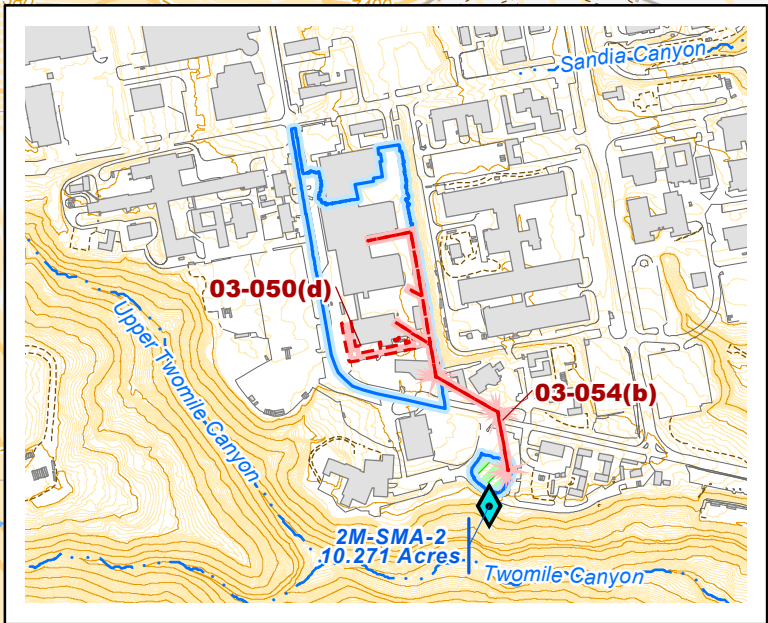 Sandia Canyon
03-050(d)
Upper Twomile Canyon
03-054(b)
2M-SMA-2
10.271 Acres
Twomile Canyon